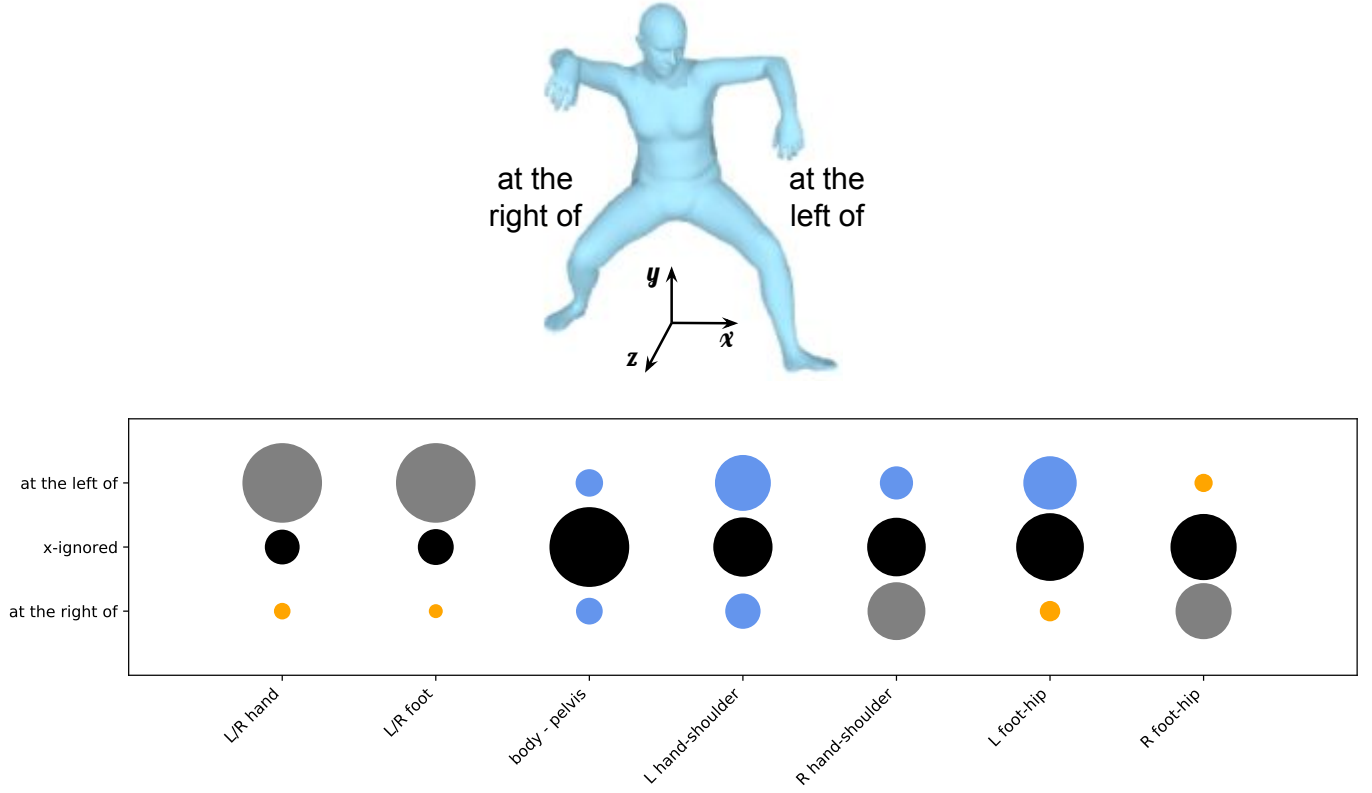 at the
right of
at the
left of
y
x
z
at the left of
x-ignored
at the right of
L/R hand
L/R foot
body - pelvis
L hand-shoulder
R hand-shoulder
L foot-hip
R foot-hip